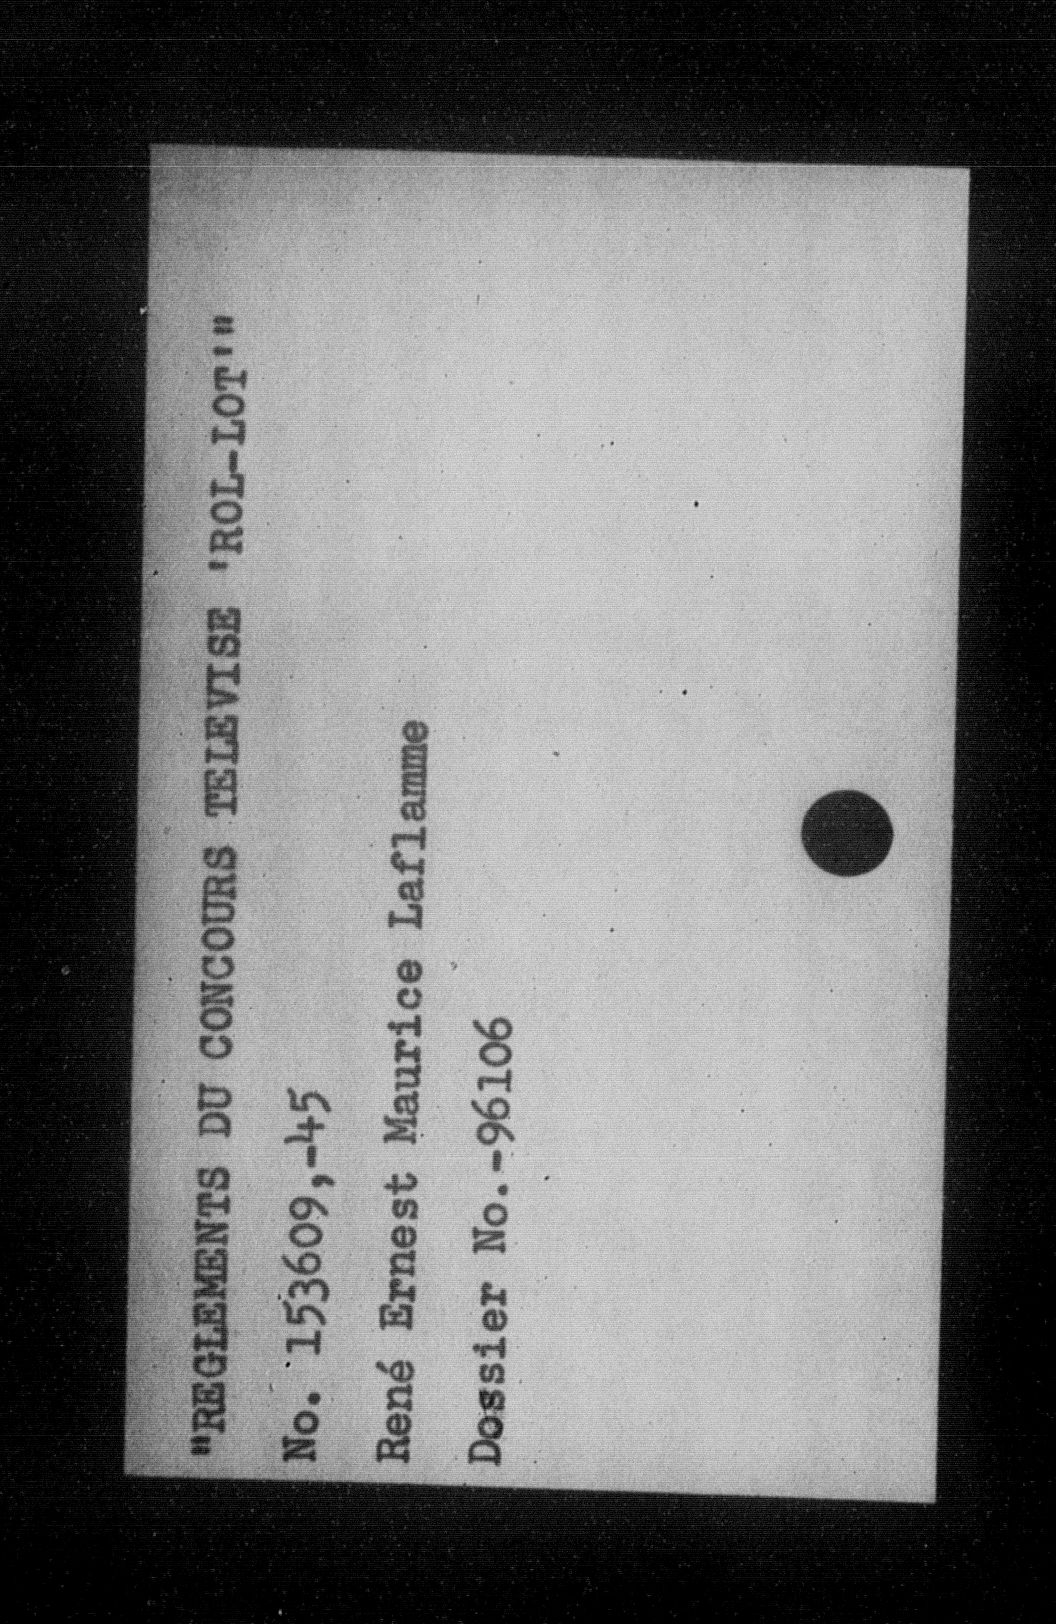 "REGLEMENTS DU CONCOURS TELEVISE 'ROL-LOT'"
No. 153609,-45
René Ernest Maurice Laflamme
Dossier No.-96106